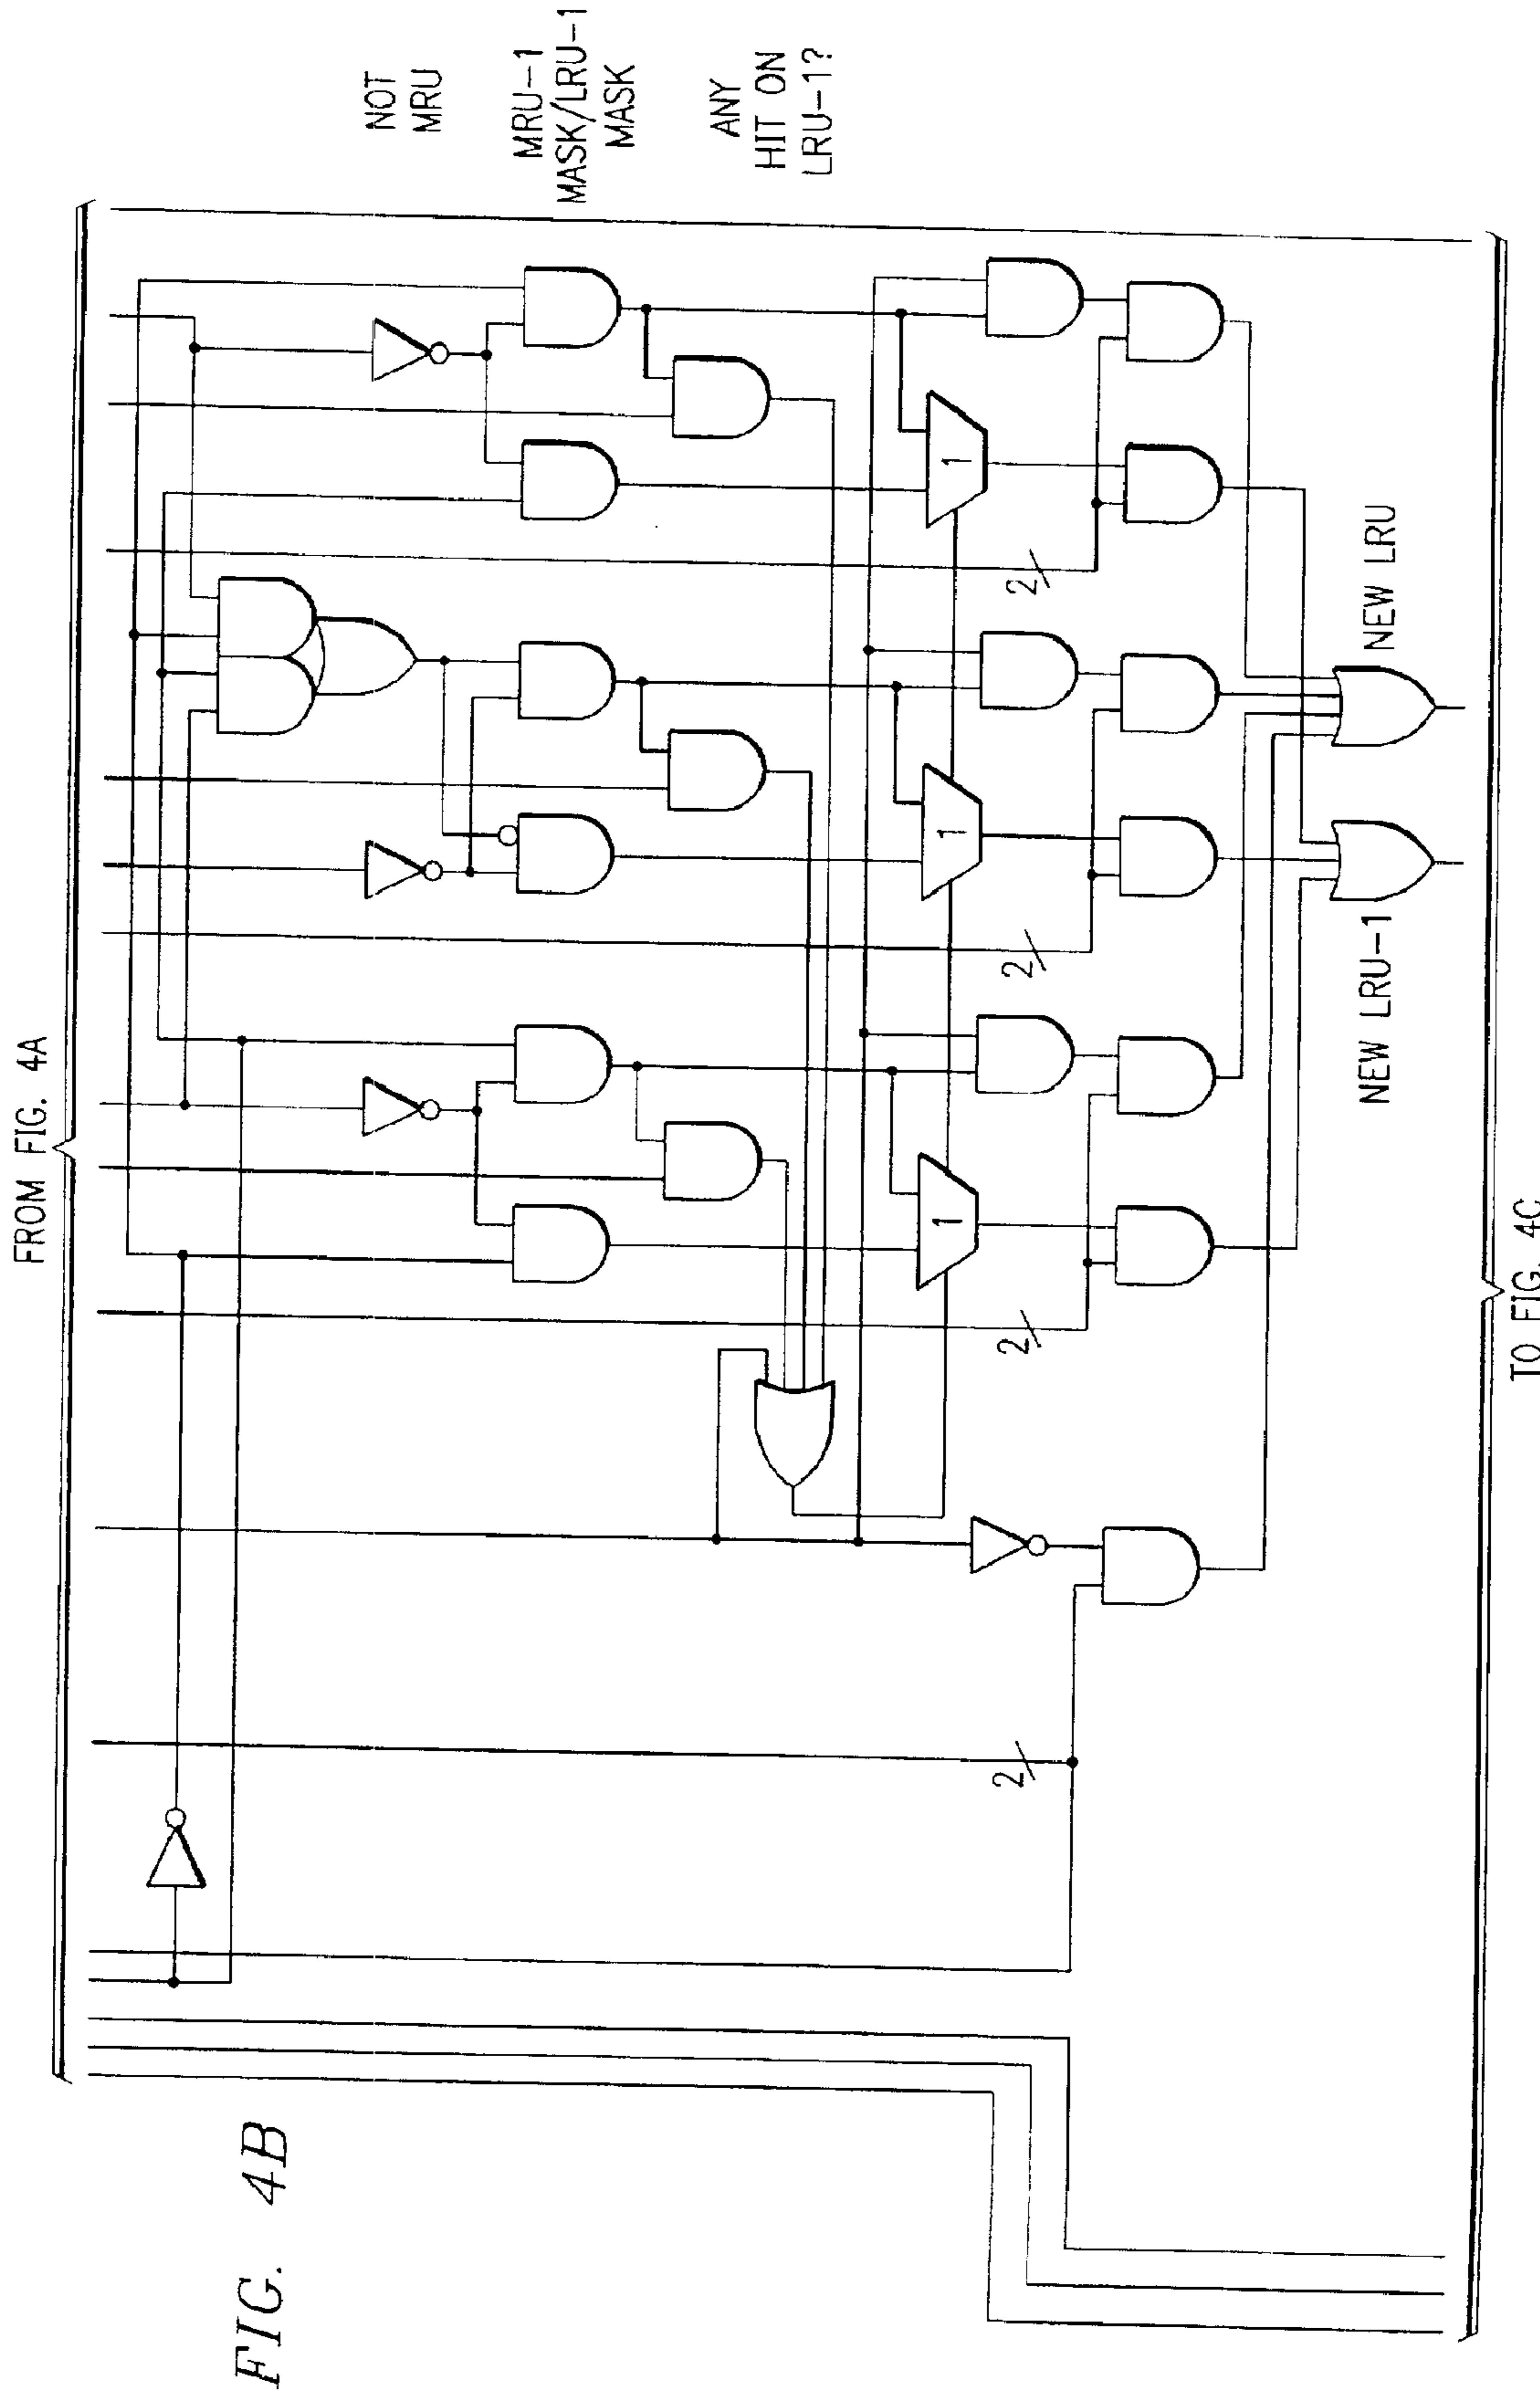 FROM FIG. 4A
NOT
MRU
MRU-1
MASK/LRU-1
MASK
ANY
HIT ON
LRU-1?
1
1
1
2
2
2
2
NEW LRU
NEW LRU-1
TO FIG. 4C
FIG. 4B